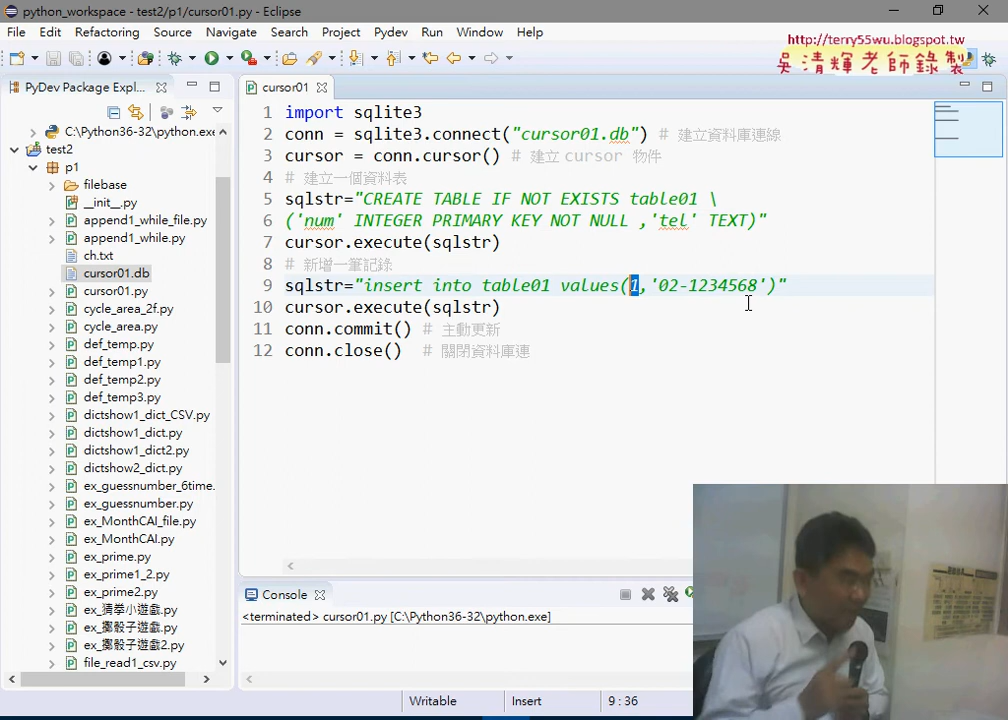 python_workspace - test2/p1/cursor01.py - Eclipse
File Edit Refactoring Source Navigate Search Project Pydev Run Window Help
http://terry55wu.blogspot.tw
吳清輝老師錄製
PyDev Package Expl...
cursor01
C:\Python36-32\python.exe
test2
p1
filebase
__init__.py
append1_while_file.py
append1_while.py
ch.txt
cursor01.db
cursor01.py
cycle_area_2f.py
cycle_area.py
def_temp.py
def_temp1.py
def_temp2.py
def_temp3.py
dictshow1_dict_CSV.py
dictshow1_dict.py
dictshow1_dict2.py
dictshow2_dict.py
ex_guessnumber_6time.
ex_guessnumber.py
ex_MonthCAI_file.py
ex_MonthCAI.py
ex_prime.py
ex_prime1_2.py
ex_prime2.py
ex_猜拳小遊戲.py
ex_擲骰子遊戲.py
ex_擲骰子遊戲2.py
file_read1_csv.py
1 import sqlite3
2 conn = sqlite3.connect("cursor01.db") # 建立資料庫連線
3 cursor = conn.cursor() # 建立 cursor 物件
4 # 建立一個資料表
5 sqlstr="CREATE TABLE IF NOT EXISTS table01 \
6 ('num' INTEGER PRIMARY KEY NOT NULL ,'tel' TEXT)"
7 cursor.execute(sqlstr)
8 # 新增一筆記錄
9 sqlstr="insert into table01 values(1,'02-1234568')"
10 cursor.execute(sqlstr)
11 conn.commit() # 主動更新
12 conn.close() # 關閉資料庫連
Console
<terminated> cursor01.py [C:\Python36-32\python.exe]
Writable Insert 9 : 36